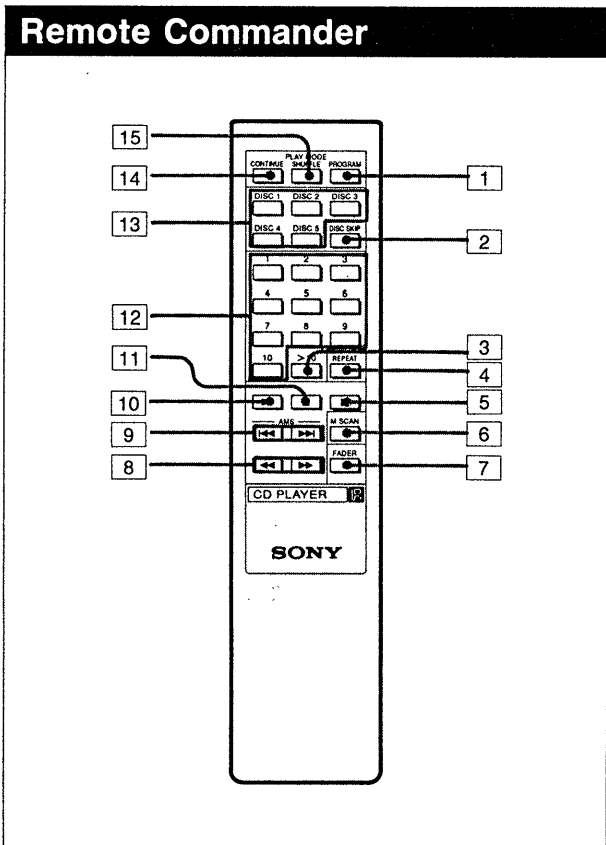 Remote Commander
15
14
13
12
11
10
9
8
PLAY MODE
CONTINUE SHUFFLE PROGRAM
DISC 1 DISC 2 DISC 3
DISC 4 DISC 5 DISC SKIP
1 2 3
4 5 6
7 8 9
10 REPEAT
AMS M SCAN
FADER
CD PLAYER
SONY
1
2
3
4
5
6
7